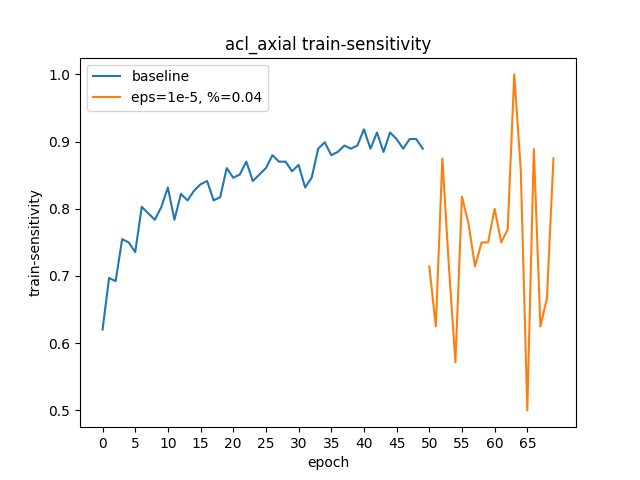 acl_axial train-sensitivity
baseline
eps=1e-5, %=0.04
train-sensitivity
1.0
0.9
0.8
0.7
0.6
0.5
0 5 10 15 20 25 30 35 40 45 50 55 60 65
epoch